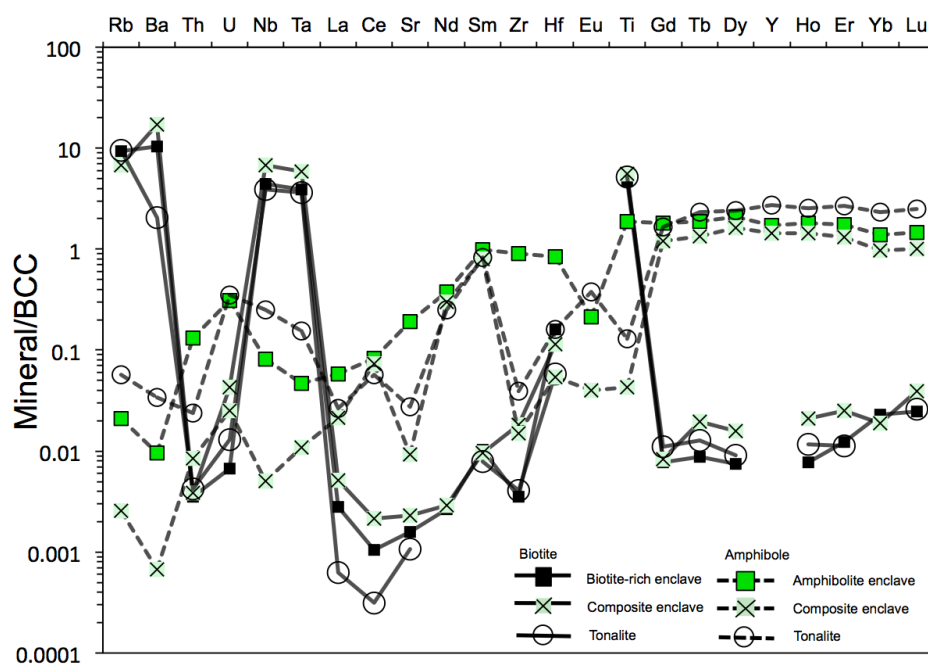 Rb Ba Th U Nb Ta La Ce Sr Nd Sm Zr Hf Eu Ti Gd Tb Dy Y Ho Er Yb Lu
100
10
1
0.1
0.01
0.001
0.0001
Mineral/BCC
Biotite
Biotite-rich enclave
Composite enclave
Tonalite
Amphibole
Amphibolite enclave
Composite enclave
Tonalite